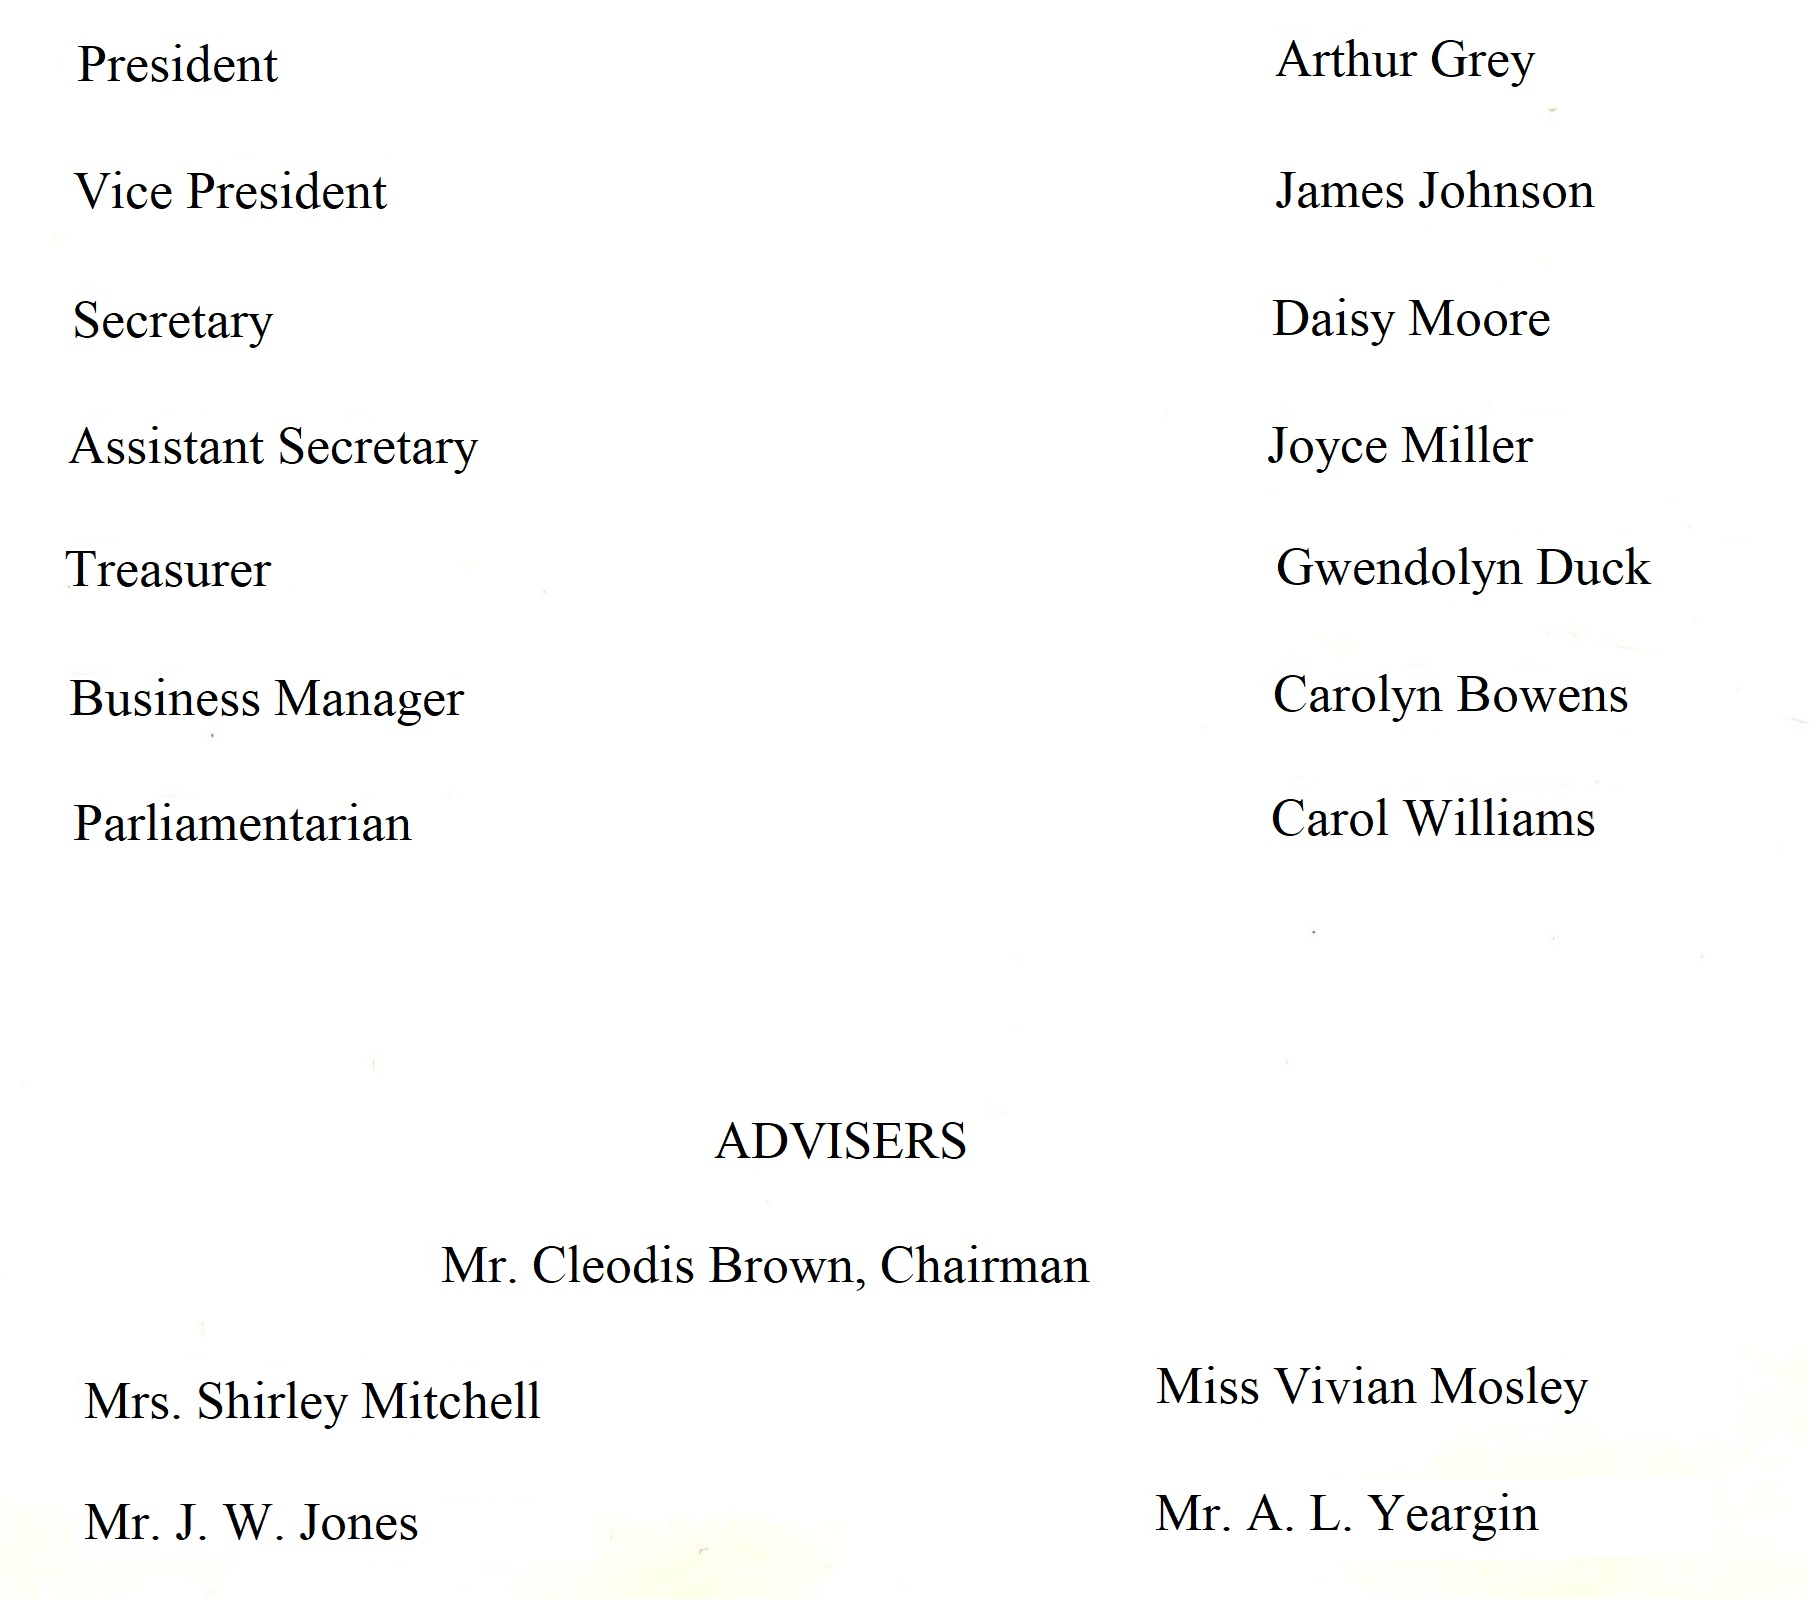 President Arthur Grey
Vice President James Johnson
Secretary Daisy Moore
Assistant Secretary Joyce Miller
Treasurer Gwendolyn Duck
Business Manager Carolyn Bowens
Parliamentarian Carol Williams
ADVISERS
Mr. Cleodis Brown, Chairman
Mrs. Shirley Mitchell Miss Vivian Mosley
Mr. J. W. Jones Mr. A. L. Yeargin